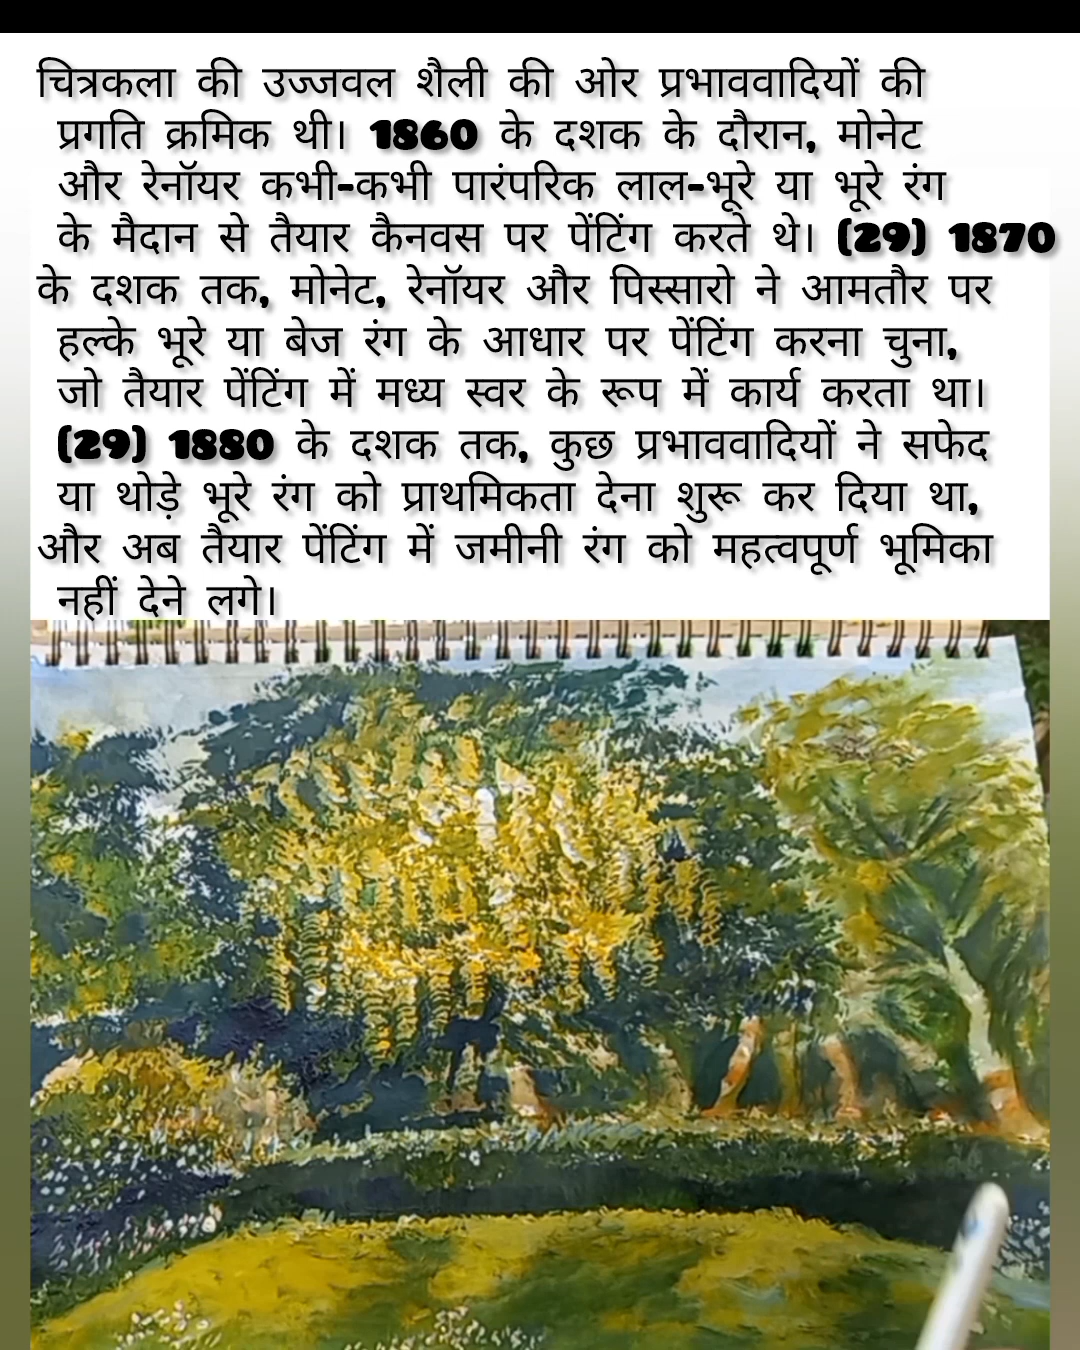 चित्रकला की उज्जवल शैली की ओर प्रभाववादियों की
प्रगति क्रमिक थी। 1860 के दशक के दौरान, मोनेट
और रेनॉयर कभी-कभी पारंपरिक लाल-भूरे या भूरे रंग
के मैदान से तैयार कैनवस पर पेंटिंग करते थे। (29) 1870
के दशक तक, मोनेट, रेनॉयर और पिस्सारो ने आमतौर पर
हल्के भूरे या बेज रंग के आधार पर पेंटिंग करना चुना,
जो तैयार पेंटिंग में मध्य स्वर के रूप में कार्य करता था।
(29) 1880 के दशक तक, कुछ प्रभाववादियों ने सफेद
या थोड़े भूरे रंग को प्राथमिकता देना शुरू कर दिया था,
और अब तैयार पेंटिंग में जमीनी रंग को महत्वपूर्ण भूमिका
नहीं देने लगे।